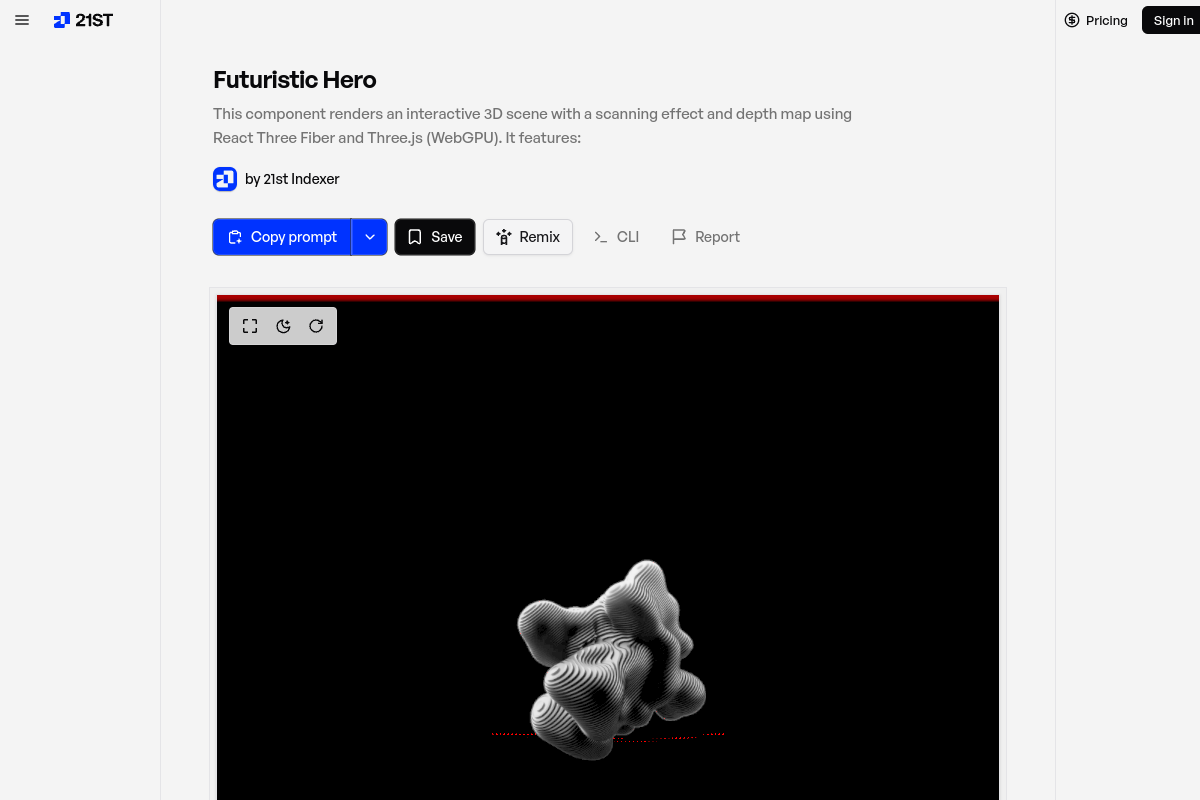 21ST
Pricing
Sign in
Futuristic Hero
This component renders an interactive 3D scene with a scanning effect and depth map using
React Three Fiber and Three.js (WebGPU). It features:
by 21st Indexer
Copy prompt
Save
Remix
CLI
Report